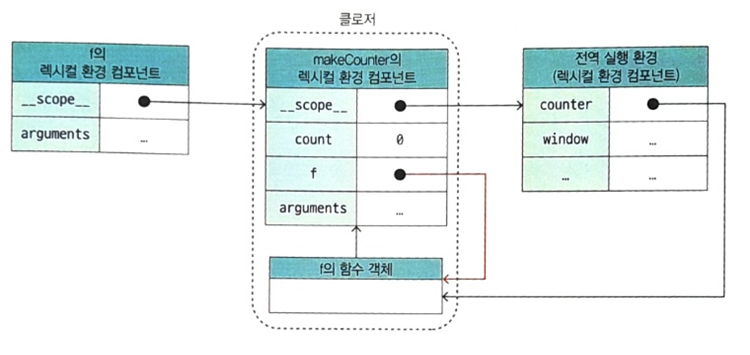 클로저
f의
렉시컬 환경 컴포넌트
__scope__
arguments
...
makeCounter의
렉시컬 환경 컴포넌트
__scope__
count
0
f
arguments
...
f의 함수 객체
전역 실행 환경
(렉시컬 환경 컴포넌트)
counter
window
...
...
...